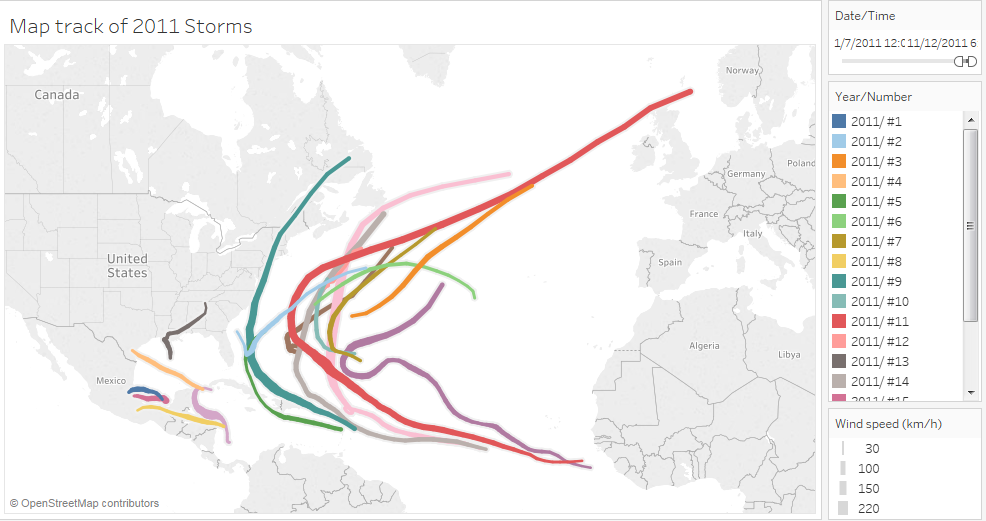 Map track of 2011 Storms
Canada
United
States
Mexico
Norway
Poland
Germany
France
Italy
Spain
Algeria
Libya
© OpenStreetMap contributors
Date/Time
1/7/2011 12:0
11/12/2011 6
Year/Number
2011/ #1
2011/ #2
2011/ #3
2011/ #4
2011/ #5
2011/ #6
2011/ #7
2011/ #8
2011/ #9
2011/ #10
2011/ #11
2011/ #12
2011/ #13
2011/ #14
2011/ #15
Wind speed (km/h)
30
100
150
220